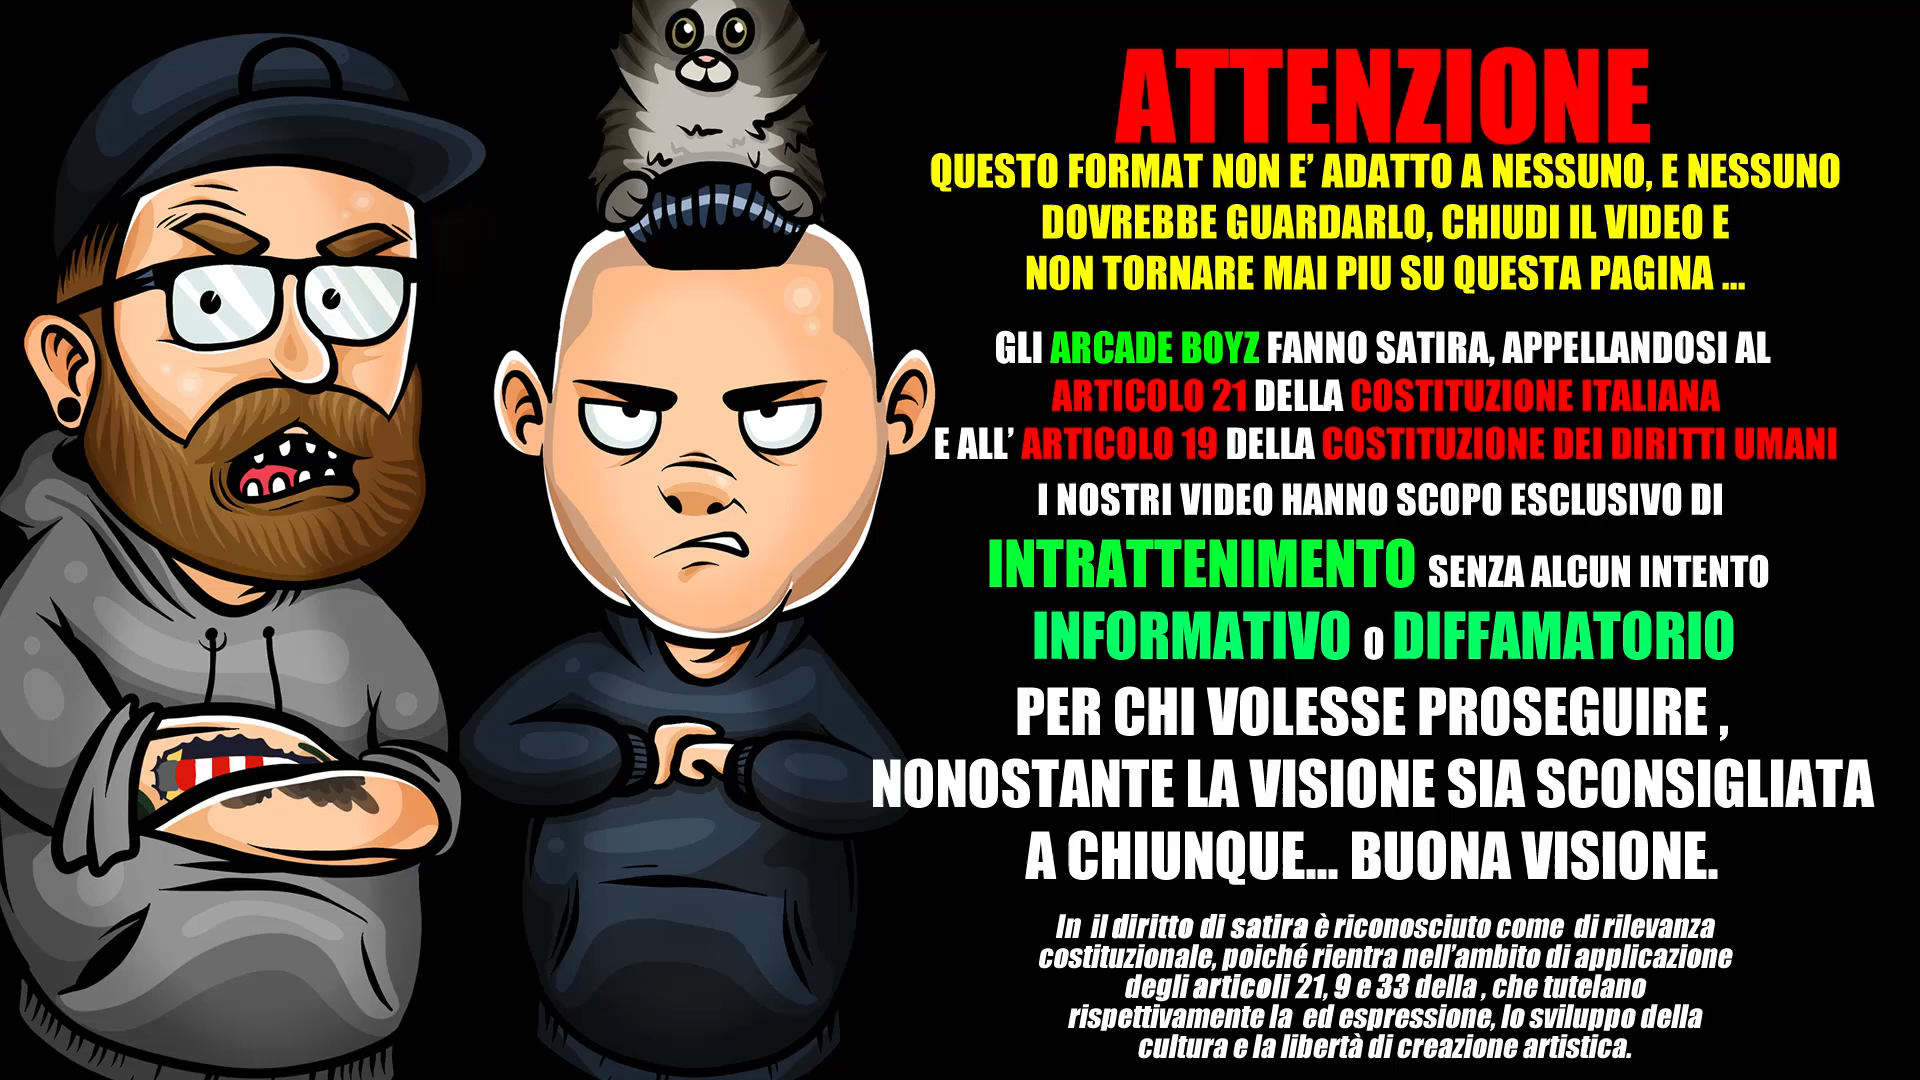 ATTENZIONE
QUESTO FORMAT NON E' ADATTO A NESSUNO, E NESSUNO
DOVREBBE GUARDARLO, CHIUDI IL VIDEO E
NON TORNARE MAI PIU SU QUESTA PAGINA ...
GLI ARCADE BOYZ FANNO SATIRA, APPELLANDOSI AL
ARTICOLO 21 DELLA COSTITUZIONE ITALIANA
E ALL' ARTICOLO 19 DELLA COSTITUZIONE DEI DIRITTI UMANI
I NOSTRI VIDEO HANNO SCOPO ESCLUSIVO DI
INTRATTENIMENTO SENZA ALCUN INTENTO
INFORMATIVO O DIFFAMATORIO
PER CHI VOLESSE PROSEGUIRE ,
NONOSTANTE LA VISIONE SIA SCONSIGLIATA
A CHIUNQUE... BUONA VISIONE.
In il diritto di satira è riconosciuto come di rilevanza
costituzionale, poiché rientra nell'ambito di applicazione
degli articoli 21, 9 e 33 della , che tutelano
rispettivamente la ed espressione, lo sviluppo della
cultura e la libertà di creazione artistica.